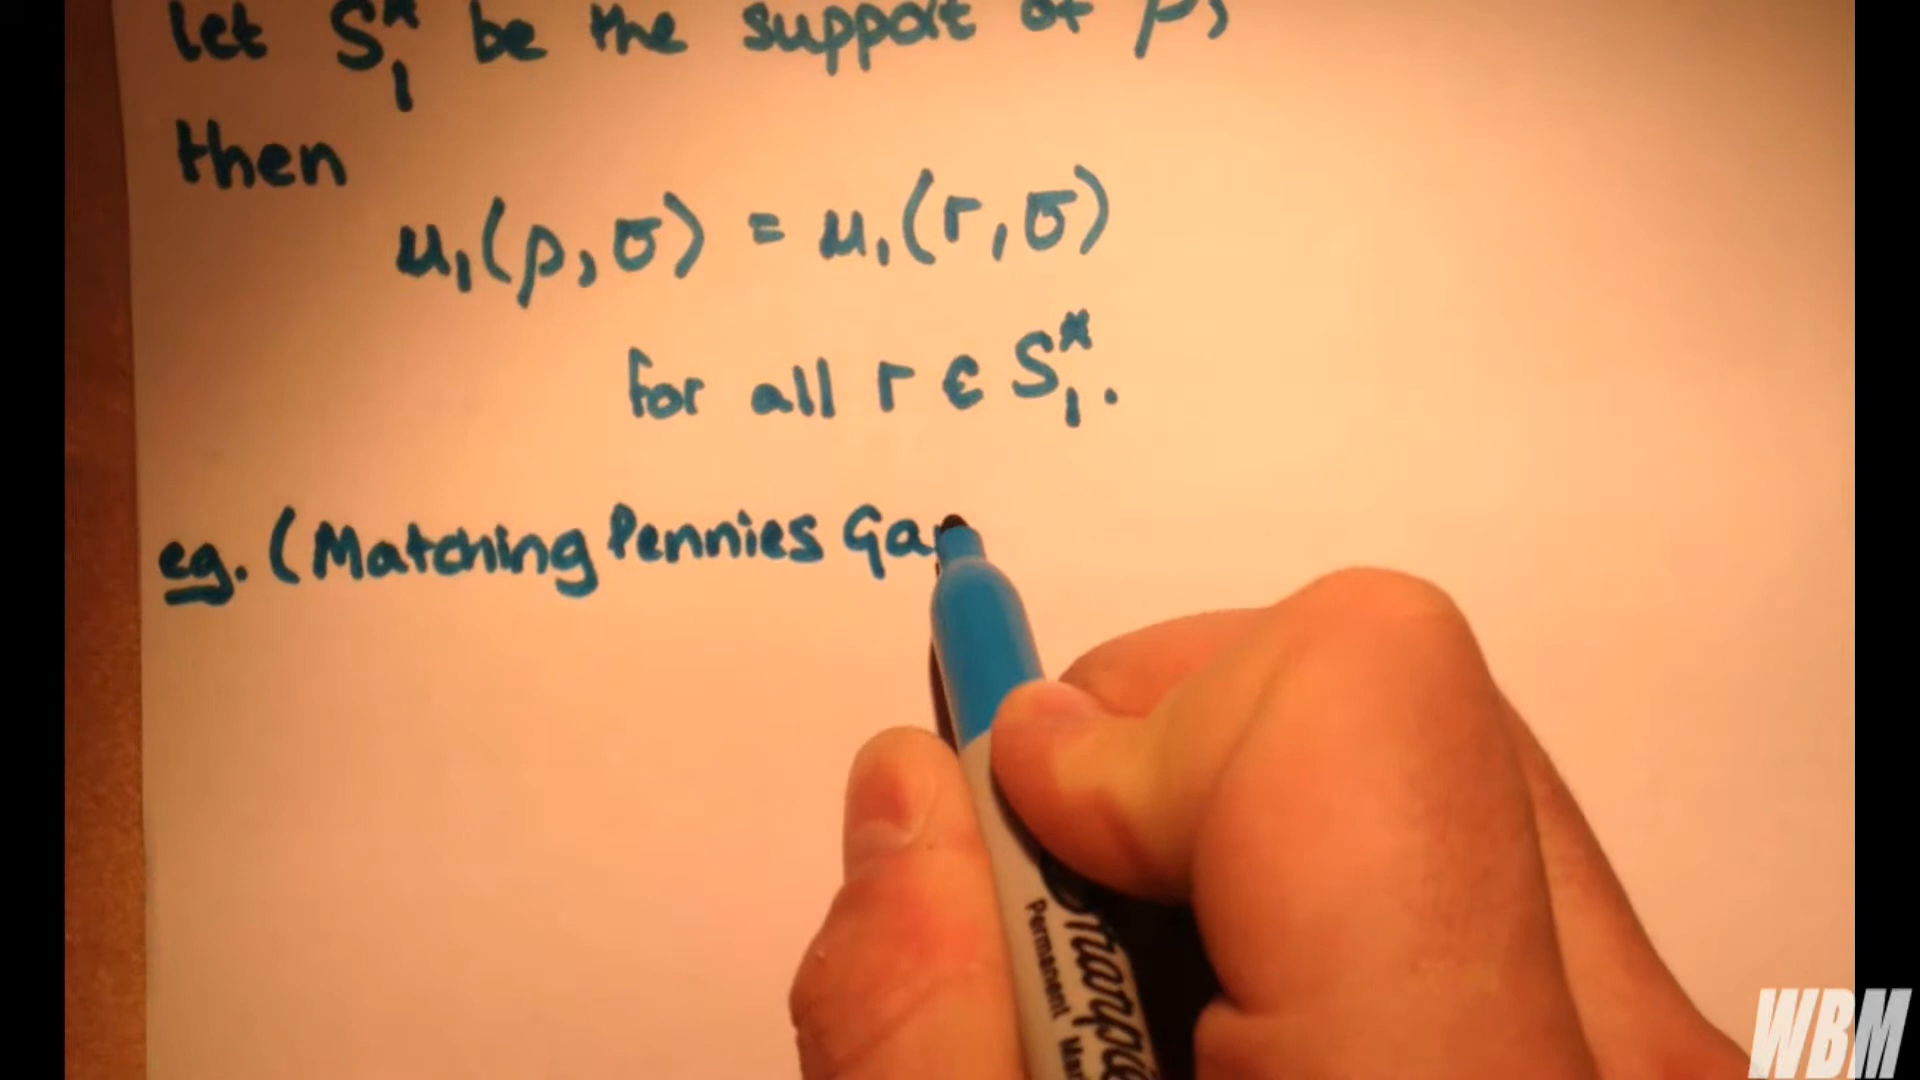 let S₁* be the support of ρ,
then
u₁(ρ, σ) = u₁(r, σ)
for all r ∈ S₁*.
eg. (Matching Pennies Ga
Sharpie
Permanent Mar
WBM